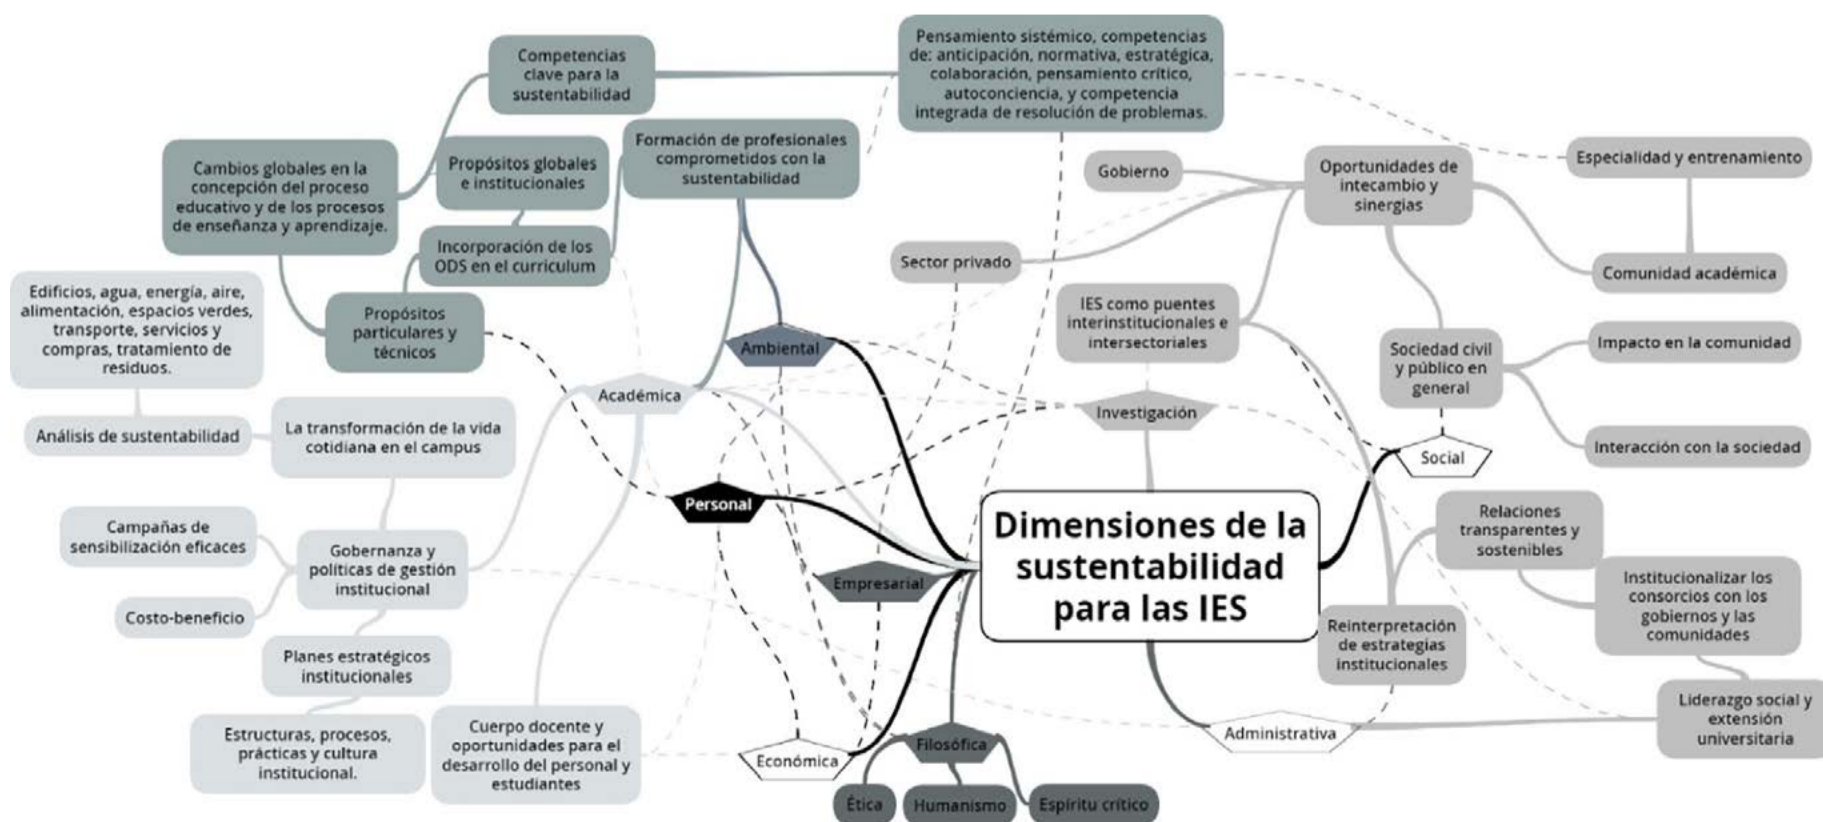 Competencias
clave para la
sustentabilidad
Pensamiento sistémico, competencias
de: anticipación, normativa, estratégica,
colaboración, pensamiento crítico,
autoconciencia, y competencia
integrada de resolución de problemas.
Cambios globales en la
concepción del proceso
educativo y de los procesos
de enseñanza y aprendizaje.
Propósitos globales
e institucionales
Formación de profesionales
comprometidos con la
sustentabilidad
Incorporación de los
ODS en el curriculum
Propósitos
particulares y
técnicos
Gobierno
Sector privado
Oportunidades de
intecambio y
sinergias
Especialidad y entrenamiento
Comunidad académica
IES como puentes
interinstitucionales e
intersectoriales
Sociedad civil
y público en
general
Impacto en la comunidad
Interacción con la sociedad
Edificios, agua, energía, aire,
alimentación, espacios verdes,
transporte, servicios y
compras, tratamiento de
residuos.
Análisis de sustentabilidad
La transformación de la vida
cotidiana en el campus
Ambiental
Académica
Investigación
Social
Personal
Empresarial
Dimensiones de la
sustentabilidad
para las IES
Campañas de
sensibilización eficaces
Costo-beneficio
Gobernanza y
políticas de gestión
institucional
Planes estratégicos
institucionales
Estructuras, procesos,
prácticas y cultura
institucional.
Cuerpo docente y
oportunidades para el
desarrollo del personal y
estudiantes
Económica
Filosófica
Ética
Humanismo
Espíritu crítico
Administrativa
Relaciones
transparentes y
sostenibles
Institucionalizar los
consorcios con los
gobiernos y las
comunidades
Reinterpretación
de estrategias
institucionales
Liderazgo social y
extensión
universitaria